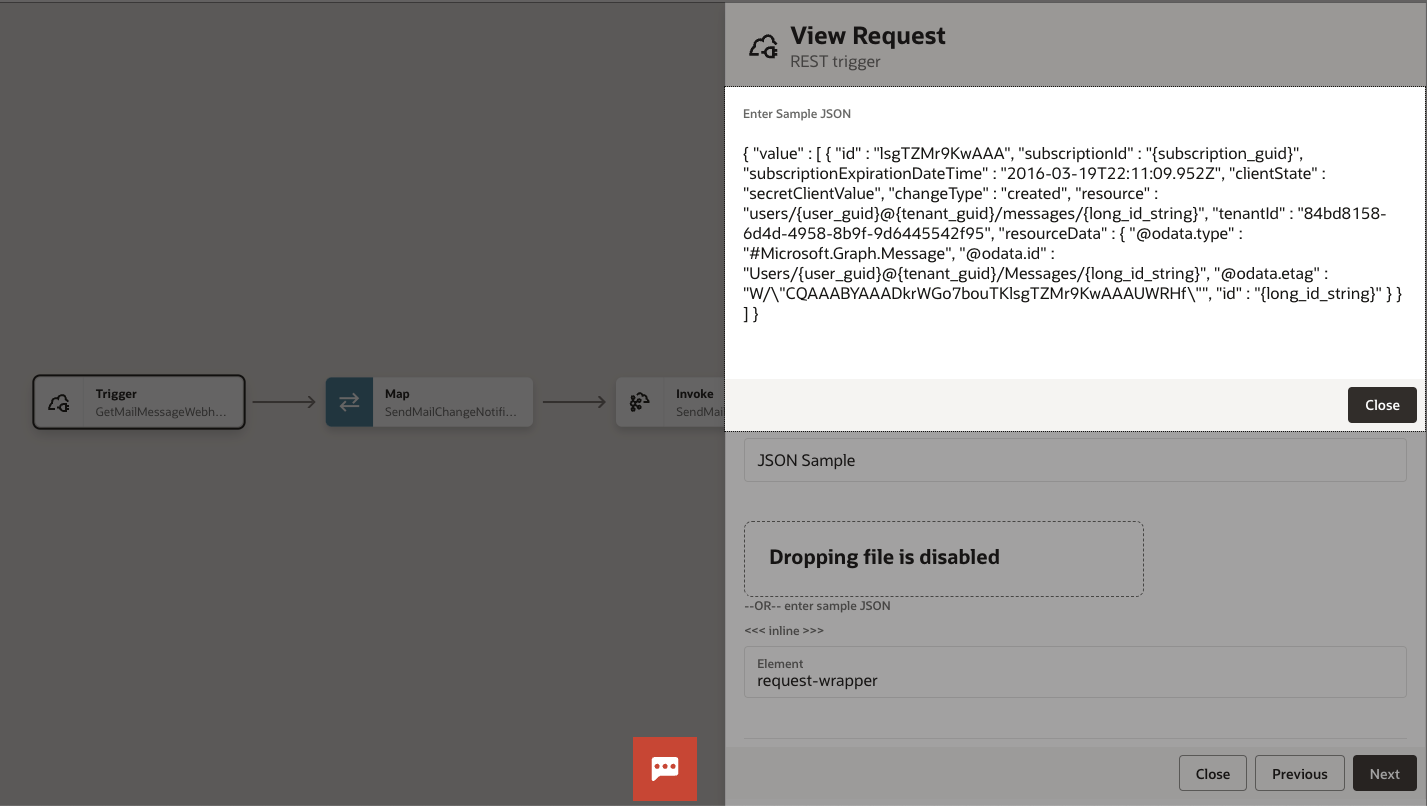 View Request
REST trigger
Enter Sample JSON
{ "value" : [ { "id" : "lsgTZMr9KwAAA", "subscriptionId" : "{subscription_guid}",
"subscriptionExpirationDateTime" : "2016-03-19T22:11:09.952Z", "clientState" :
"secretClientValue", "changeType" : "created", "resource" :
"users/{user_guid}@{tenant_guid}/messages/{long_id_string}", "tenantId" : "84bd8158-
6d4d-4958-8b9f-9d6445542f95", "resourceData" : { "@odata.type" :
"#Microsoft.Graph.Message", "@odata.id" :
"Users/{user_guid}@{tenant_guid}/Messages/{long_id_string}", "@odata.etag" :
"W/\"CQAAABYAAADkrWGo7bouTKlsgTZMr9KwAAAUWRHf\"", "id" : "{long_id_string}" } }
] }
Close
Trigger
GetMailMessageWebh...
Map
SendMailChangeNotifi...
Invoke
SendMail
JSON Sample
Dropping file is disabled
--OR-- enter sample JSON
<<< inline >>>
Element
request-wrapper
Close
Previous
Next